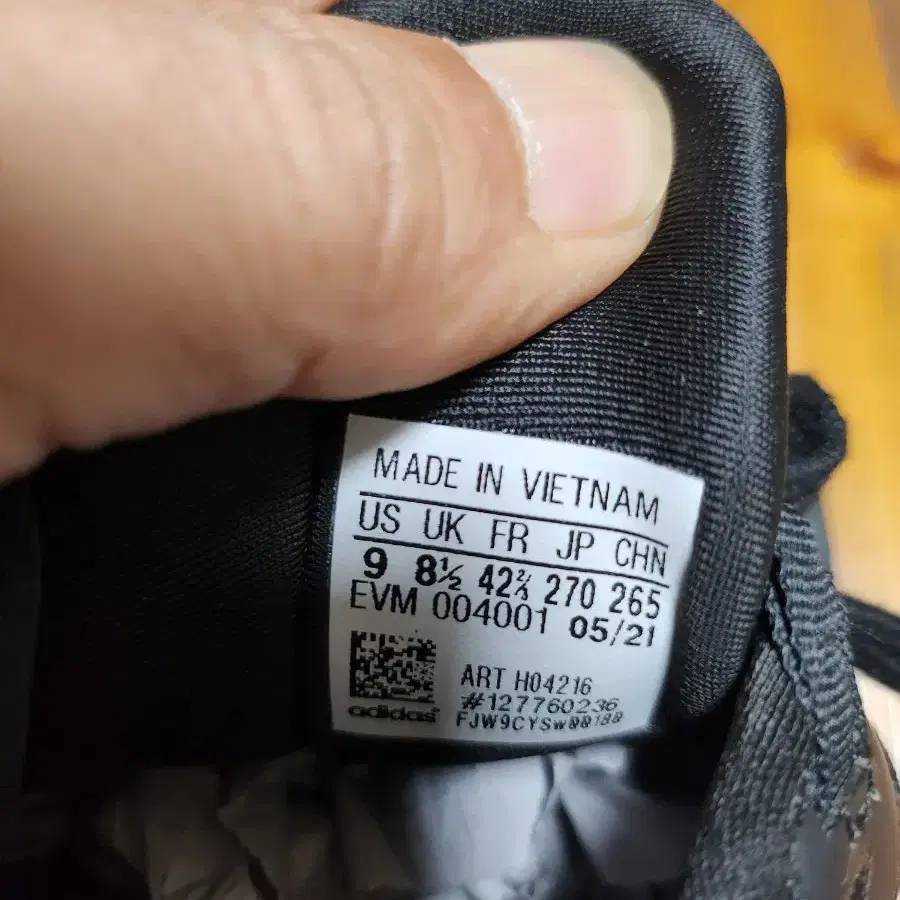 MADE IN VIETNAM
US UK FR JP CHN
9 8½ 42⅔ 270 265
EVM 004001 05/21
ART H04216
#127760236
adidas